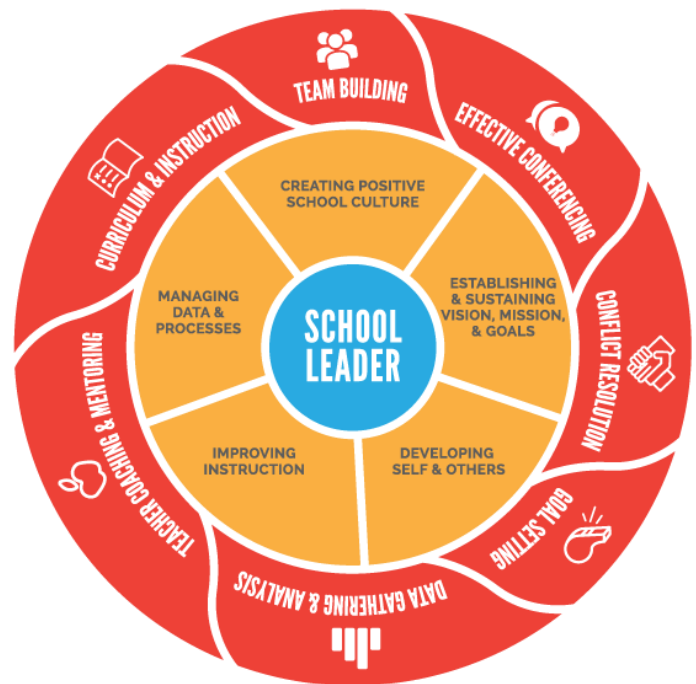 TEAM BUILDING
EFFECTIVE CONFERENCING
CONFLICT RESOLUTION
GOAL SETTING
DATA GATHERING & ANALYSIS
TEACHER COACHING & MENTORING
CURRICULUM & INSTRUCTION
CREATING POSITIVE
SCHOOL CULTURE
ESTABLISHING
& SUSTAINING
VISION, MISSION,
& GOALS
DEVELOPING
SELF & OTHERS
IMPROVING
INSTRUCTION
MANAGING
DATA &
PROCESSES
SCHOOL
LEADER